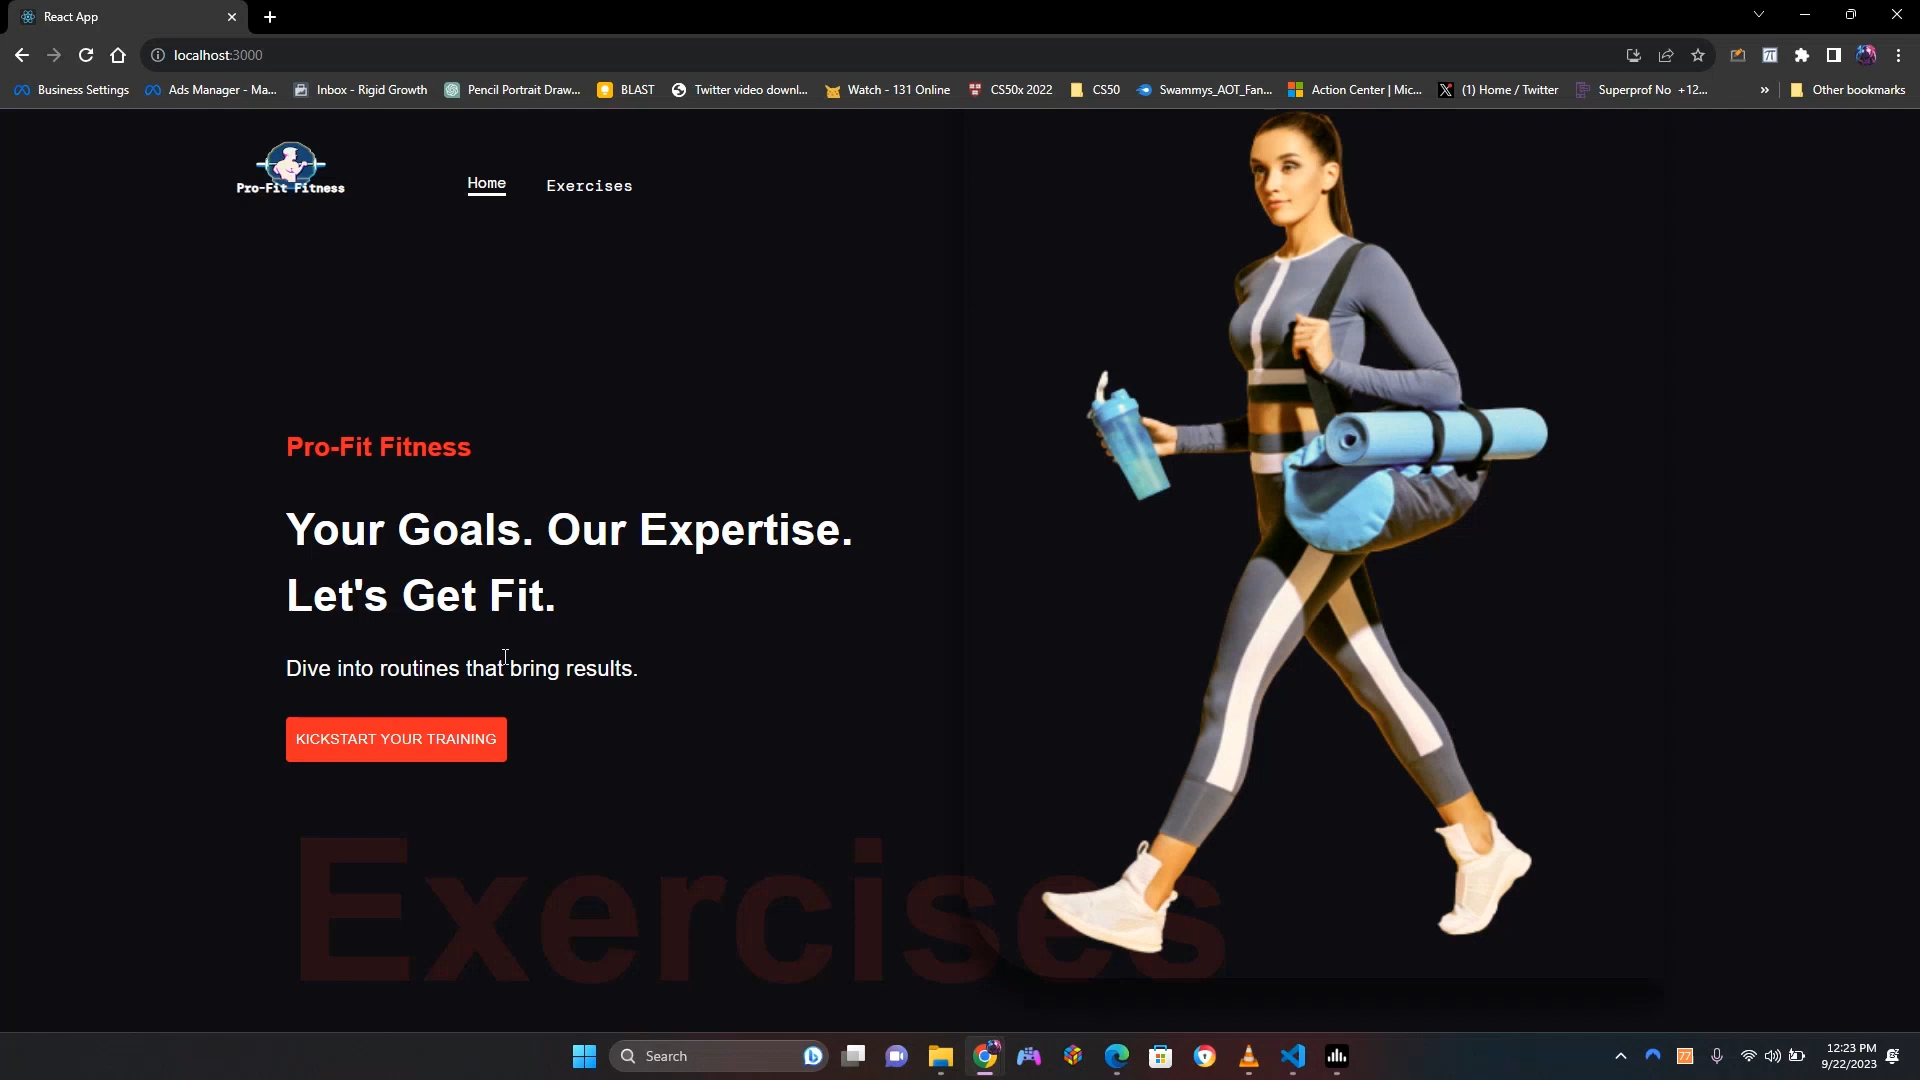 React App
localhost:3000
Business Settings
Ads Manager - Ma...
Inbox - Rigid Growth
Pencil Portrait Draw...
BLAST
Twitter video downl...
Watch - 131 Online
CS50x 2022
CS50
Swammys_AOT_Fan...
Action Center | Mic...
(1) Home / Twitter
Superprof No +12...
»
Other bookmarks
Pro-Fit Fitness
Home
Exercises
Pro-Fit Fitness
Your Goals. Our Expertise.
Let's Get Fit.
Dive into routines that bring results.
KICKSTART YOUR TRAINING
Exercises
Search
77
12:23 PM
9/22/2023